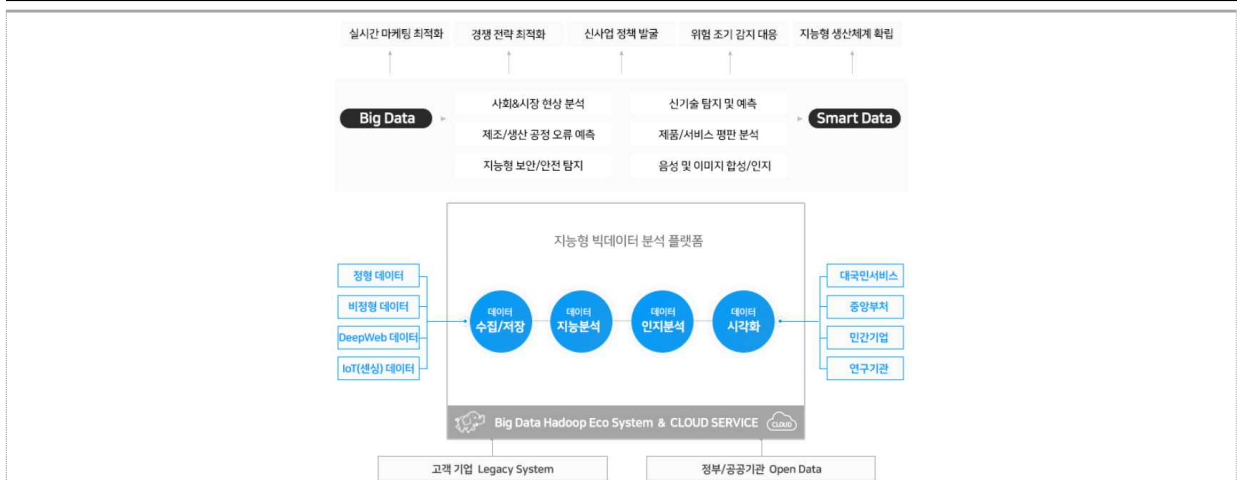 실시간 마케팅 최적화
경쟁 전략 최적화
신사업 정책 발굴
위험 조기 감지 대응
지능형 생산체계 확립
Big Data
사회&시장 현상 분석
신기술 탐지 및 예측
제조/생산 공정 오류 예측
제품/서비스 평판 분석
지능형 보안/안전 탐지
음성 및 이미지 합성/인지
Smart Data
지능형 빅데이터 분석 플랫폼
정형 데이터
비정형 데이터
DeepWeb 데이터
IoT(센싱) 데이터
데이터
수집/저장
데이터
지능분석
데이터
인지분석
데이터
시각화
대국민서비스
중앙부처
민간기업
연구기관
Big Data Hadoop Eco System & CLOUD SERVICE
CLOUD
고객 기업 Legacy System
정부/공공기관 Open Data